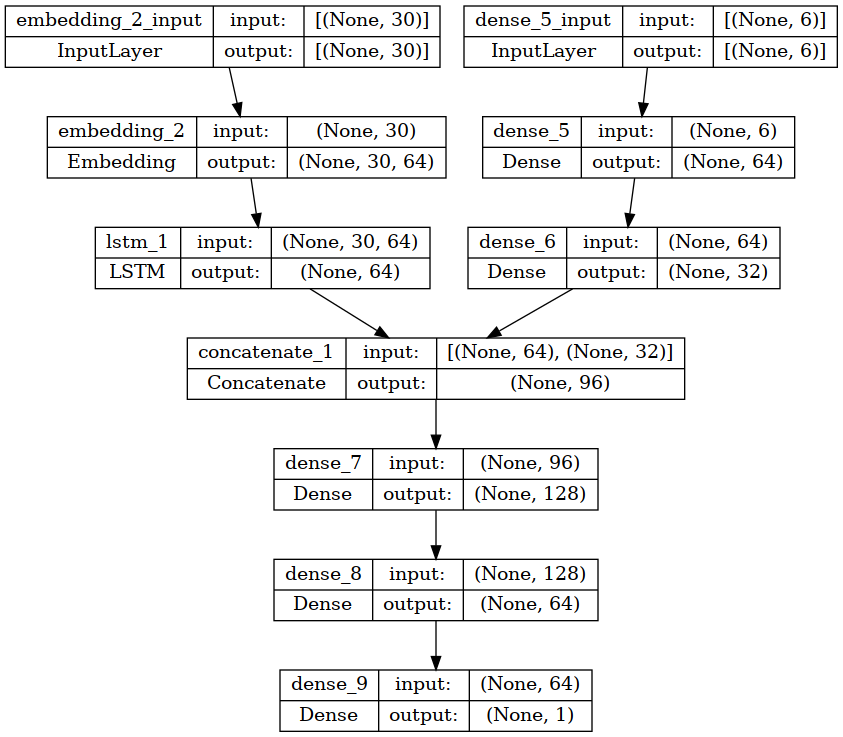 embedding_2_input input: [(None, 30)]
InputLayer output: [(None, 30)]
dense_5_input input: [(None, 6)]
InputLayer output: [(None, 6)]
embedding_2 input: (None, 30)
Embedding output: (None, 30, 64)
dense_5 input: (None, 6)
Dense output: (None, 64)
lstm_1 input: (None, 30, 64)
LSTM output: (None, 64)
dense_6 input: (None, 64)
Dense output: (None, 32)
concatenate_1 input: [(None, 64), (None, 32)]
Concatenate output: (None, 96)
dense_7 input: (None, 96)
Dense output: (None, 128)
dense_8 input: (None, 128)
Dense output: (None, 64)
dense_9 input: (None, 64)
Dense output: (None, 1)